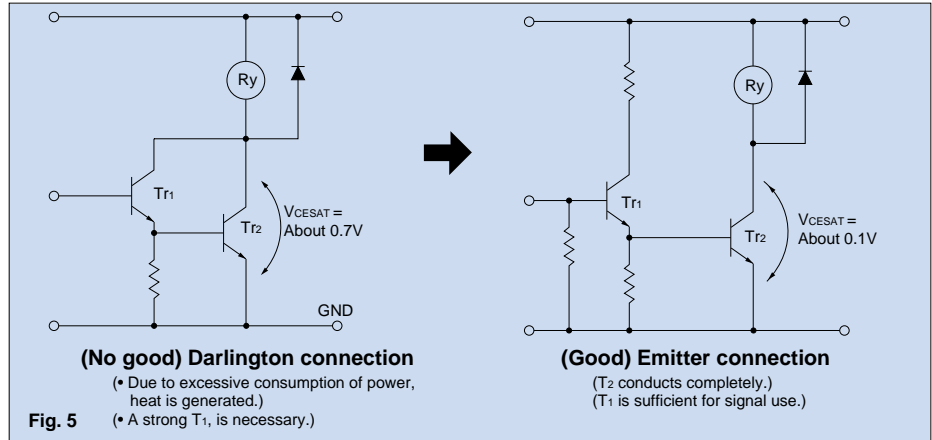 Ry
Tr1
Tr2
VCESAT =
About 0.7V
GND
(No good) Darlington connection
(• Due to excessive consumption of power,
heat is generated.)
(• A strong T1, is necessary.)
Fig. 5
Ry
Tr1
Tr2
VCESAT =
About 0.1V
(Good) Emitter connection
(T2 conducts completely.)
(T1 is sufficient for signal use.)